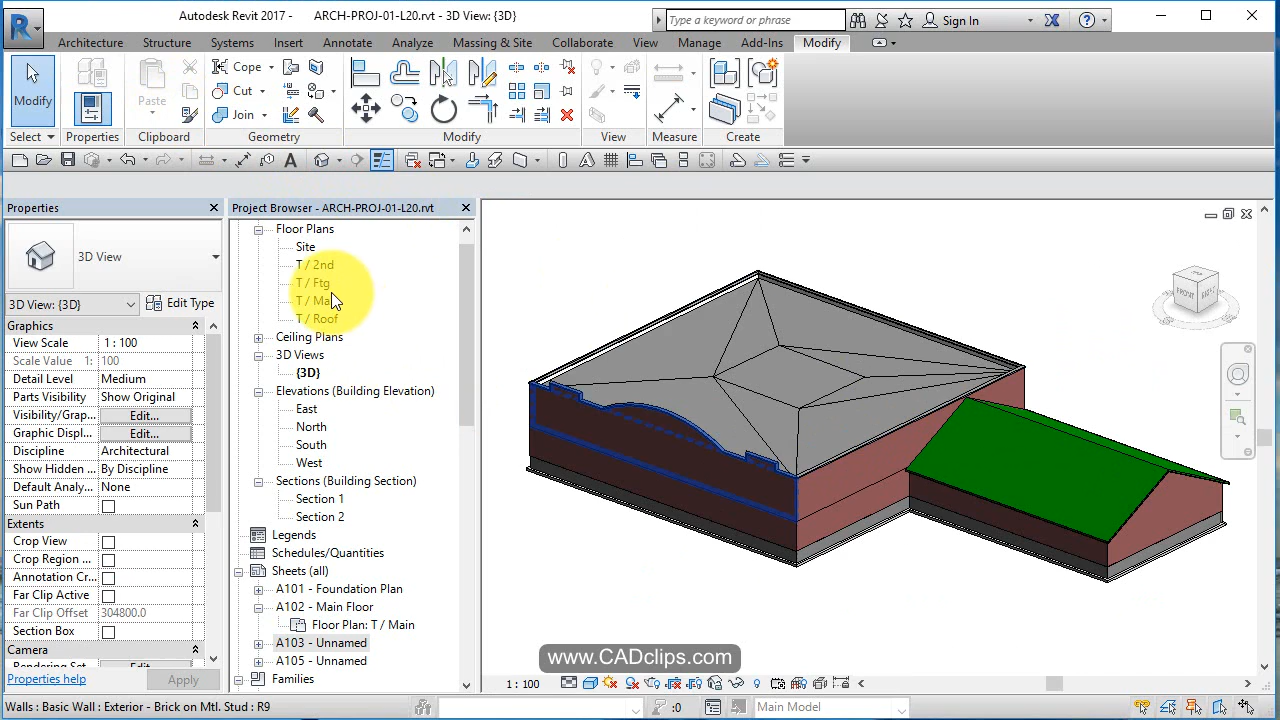 Autodesk Revit 2017 - ARCH-PROJ-01-L20.rvt - 3D View: {3D}
Type a keyword or phrase
Sign In
Architecture Structure Systems Insert Annotate Analyze Massing & Site Collaborate View Manage Add-Ins Modify
Modify Paste Cope Cut Join
Select Properties Clipboard Geometry Modify View Measure Create
Properties
3D View
3D View: {3D} Edit Type
Graphics
View Scale 1 : 100
Scale Value 1: 100
Detail Level Medium
Parts Visibility Show Original
Visibility/Grap... Edit...
Graphic Displ... Edit...
Discipline Architectural
Show Hidden ... By Discipline
Default Analy... None
Sun Path
Extents
Crop View
Crop Region ...
Annotation Cr...
Far Clip Active
Far Clip Offset 304800.0
Section Box
Camera
Properties help Apply
Project Browser - ARCH-PROJ-01-L20.rvt
Floor Plans
Site
T / 2nd
T / Ftg
T / Roof
Ceiling Plans
3D Views
{3D}
Elevations (Building Elevation)
East
North
South
West
Sections (Building Section)
Section 1
Section 2
Legends
Schedules/Quantities
Sheets (all)
A101 - Foundation Plan
A102 - Main Floor
Floor Plan: T / Main
A103 - Unnamed
A105 - Unnamed
Families
www.CADclips.com
1 : 100
Walls : Basic Wall : Exterior - Brick on Mtl. Stud : R9
:0
Main Model